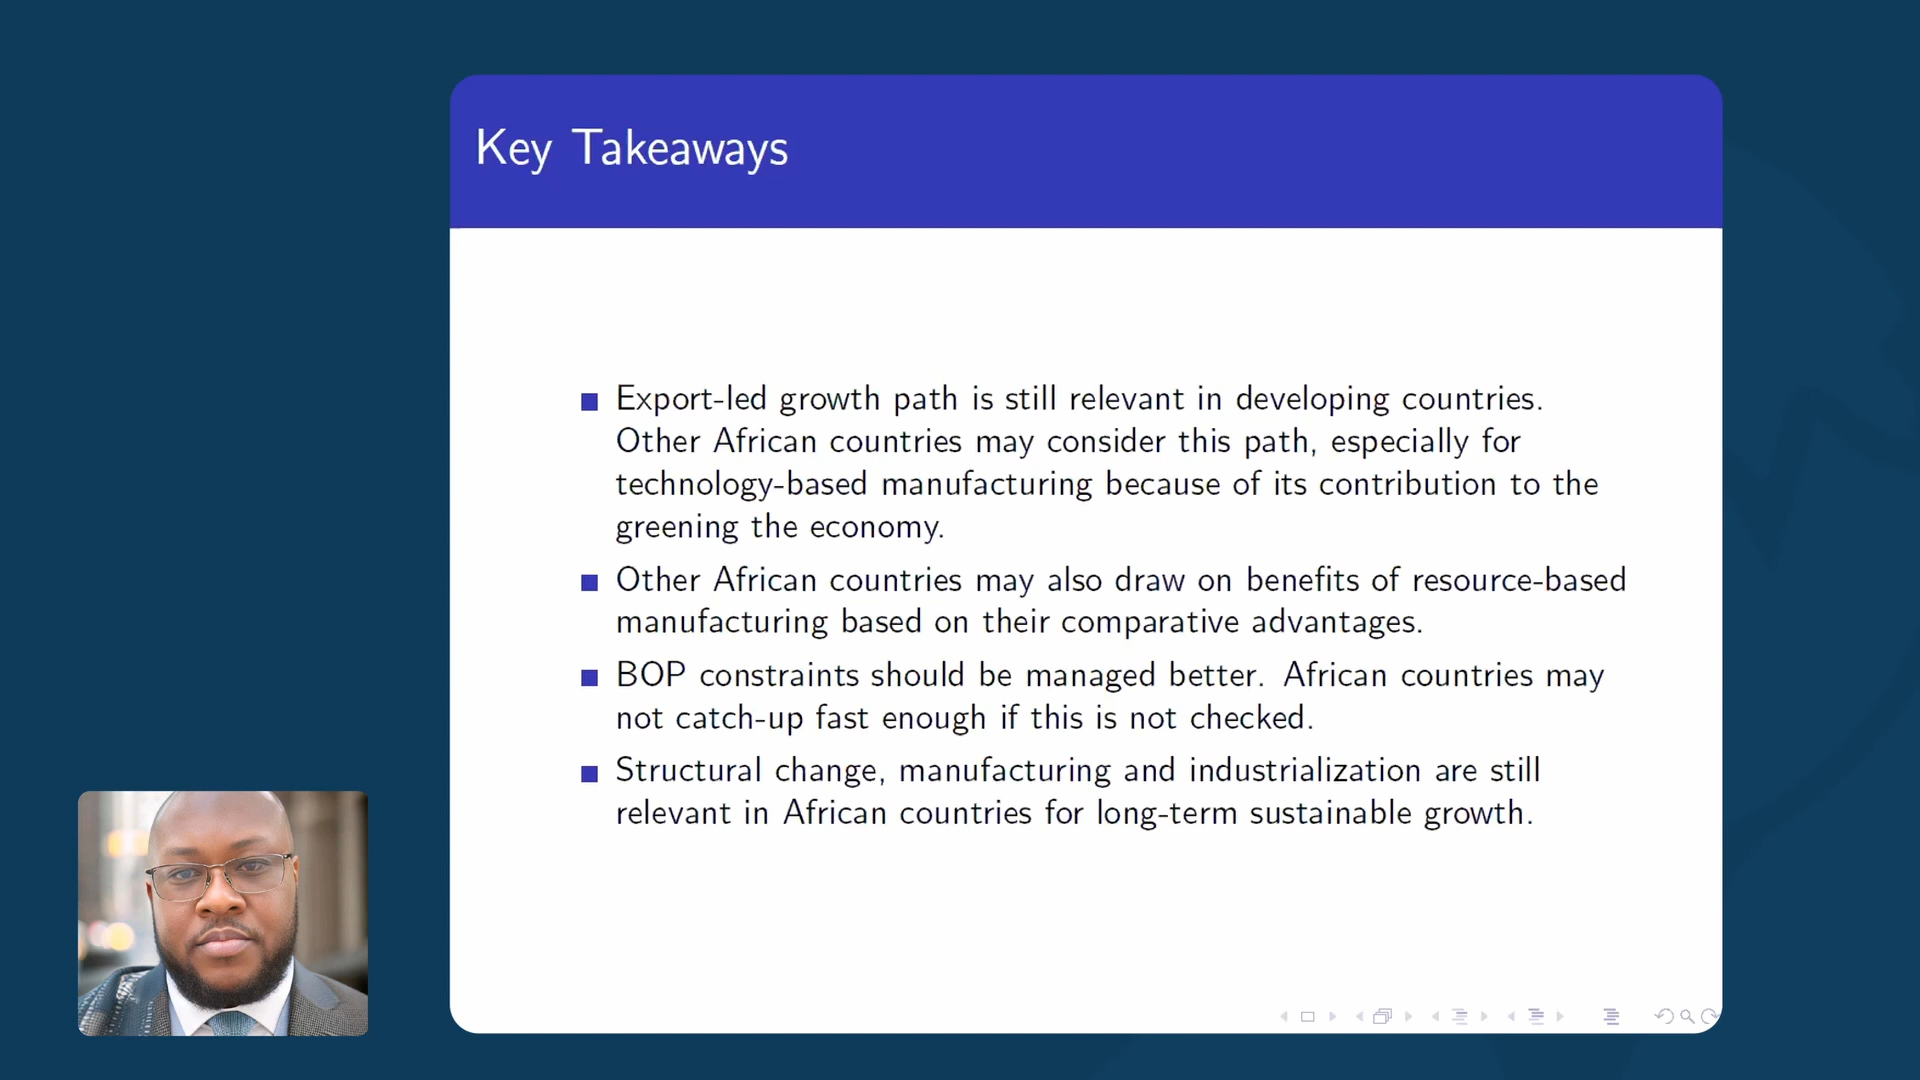 Key Takeaways
Export-led growth path is still relevant in developing countries.
Other African countries may consider this path, especially for
technology-based manufacturing because of its contribution to the
greening the economy.
Other African countries may also draw on benefits of resource-based
manufacturing based on their comparative advantages.
BOP constraints should be managed better. African countries may
not catch-up fast enough if this is not checked.
Structural change, manufacturing and industrialization are still
relevant in African countries for long-term sustainable growth.